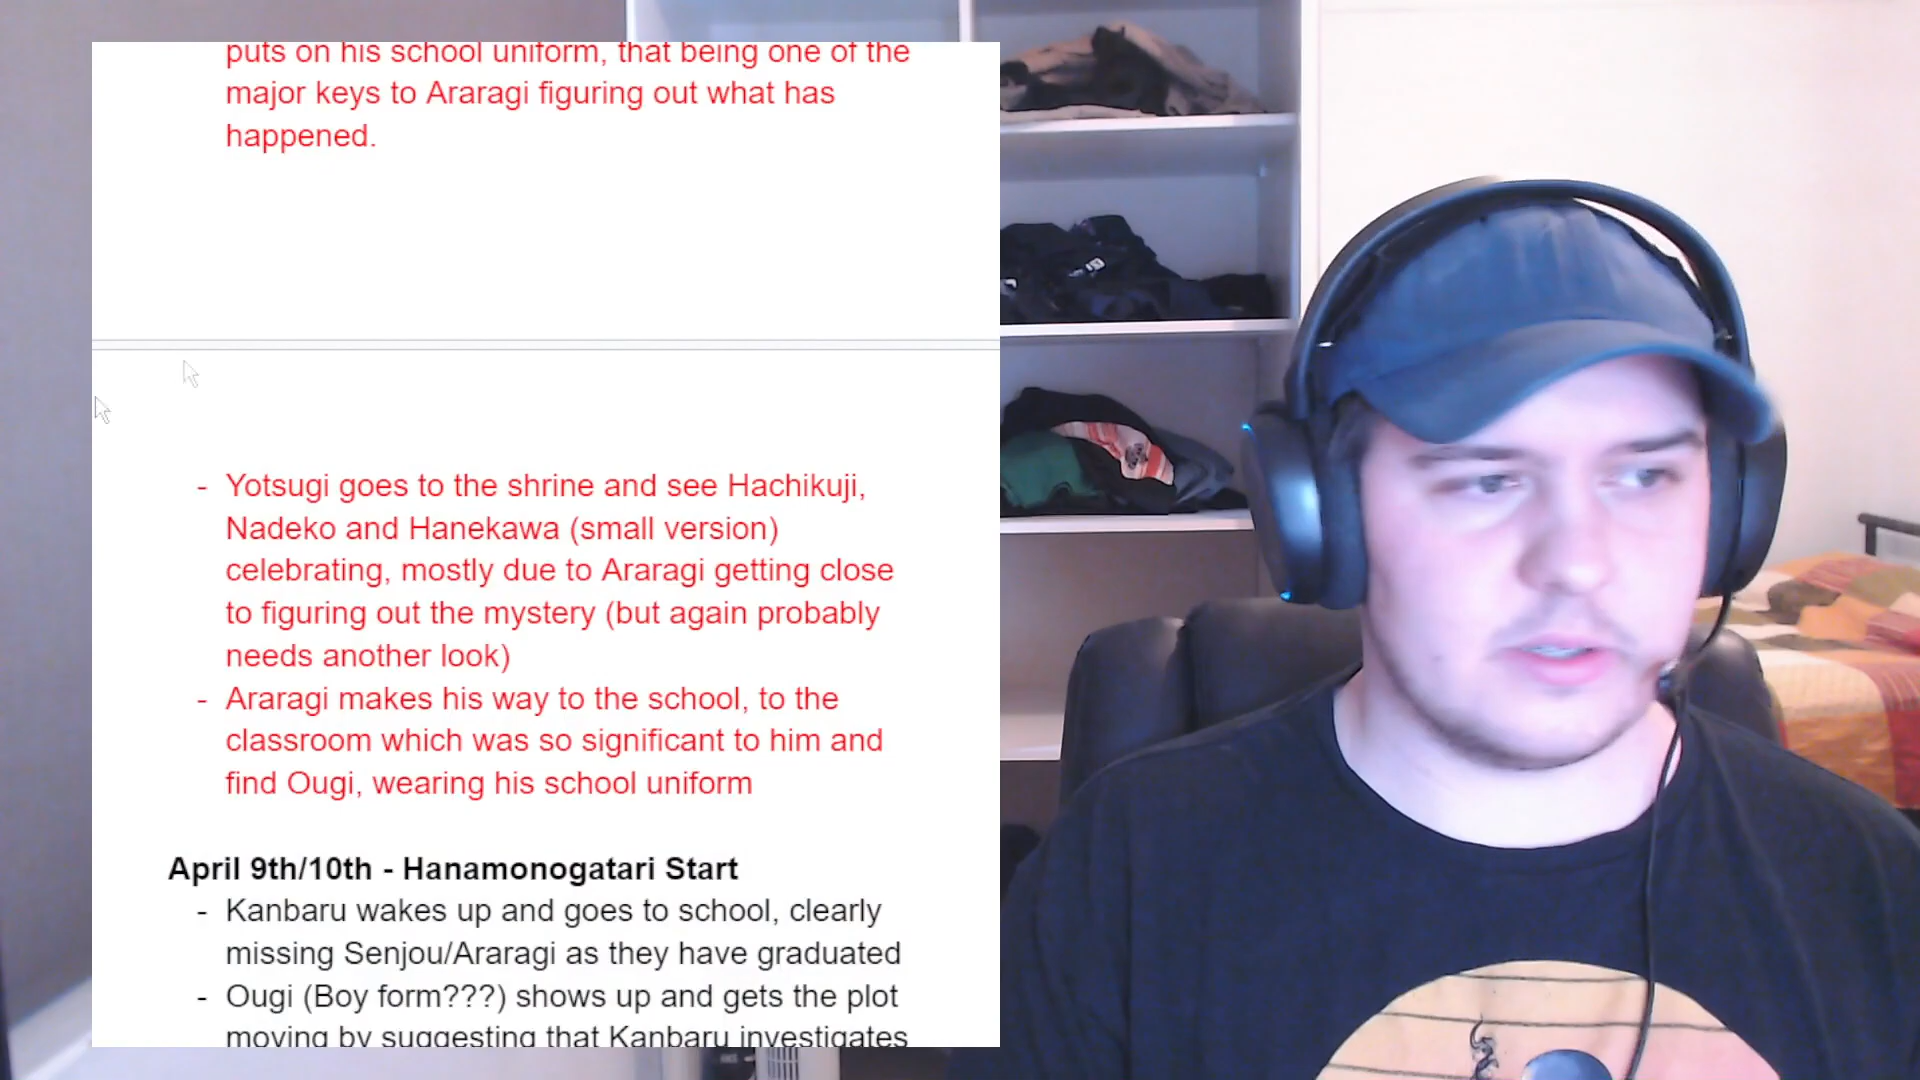 puts on his school uniform, that being one of the
major keys to Araragi figuring out what has
happened.
- Yotsugi goes to the shrine and see Hachikuji,
Nadeko and Hanekawa (small version)
celebrating, mostly due to Araragi getting close
to figuring out the mystery (but again probably
needs another look)
- Araragi makes his way to the school, to the
classroom which was so significant to him and
find Ougi, wearing his school uniform
April 9th/10th - Hanamonogatari Start
- Kanbaru wakes up and goes to school, clearly
missing Senjou/Araragi as they have graduated
- Ougi (Boy form???) shows up and gets the plot
moving by suggesting that Kanbaru investigates